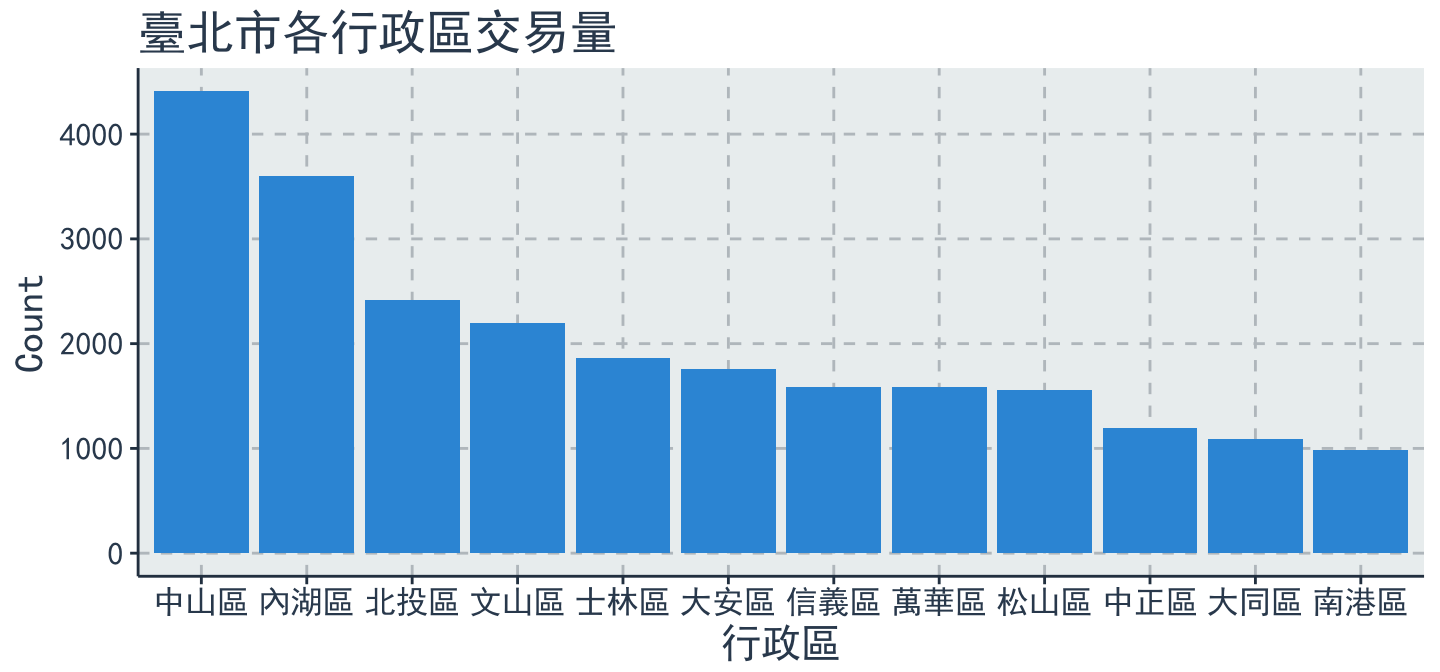 臺北市各行政區交易量
Count
4000
3000
2000
1000
0
中山區 內湖區 北投區 文山區 士林區 大安區 信義區 萬華區 松山區 中正區 大同區 南港區
行政區